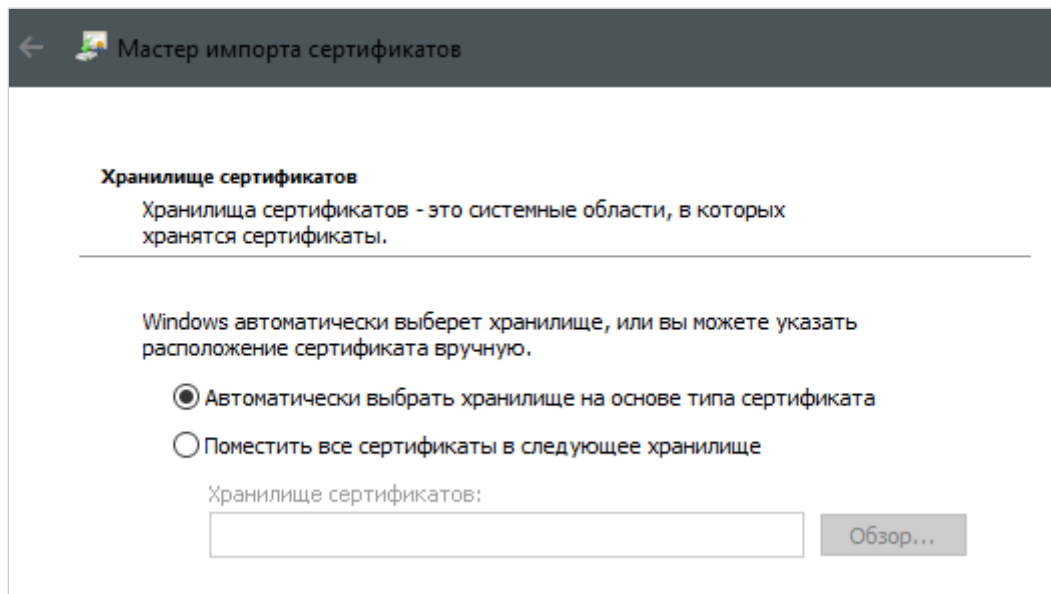 Мастер импорта сертификатов
Хранилище сертификатов
Хранилища сертификатов - это системные области, в которых
хранятся сертификаты.
Windows автоматически выберет хранилище, или вы можете указать
расположение сертификата вручную.
Автоматически выбрать хранилище на основе типа сертификата
Поместить все сертификаты в следующее хранилище
Хранилище сертификатов:
Обзор...